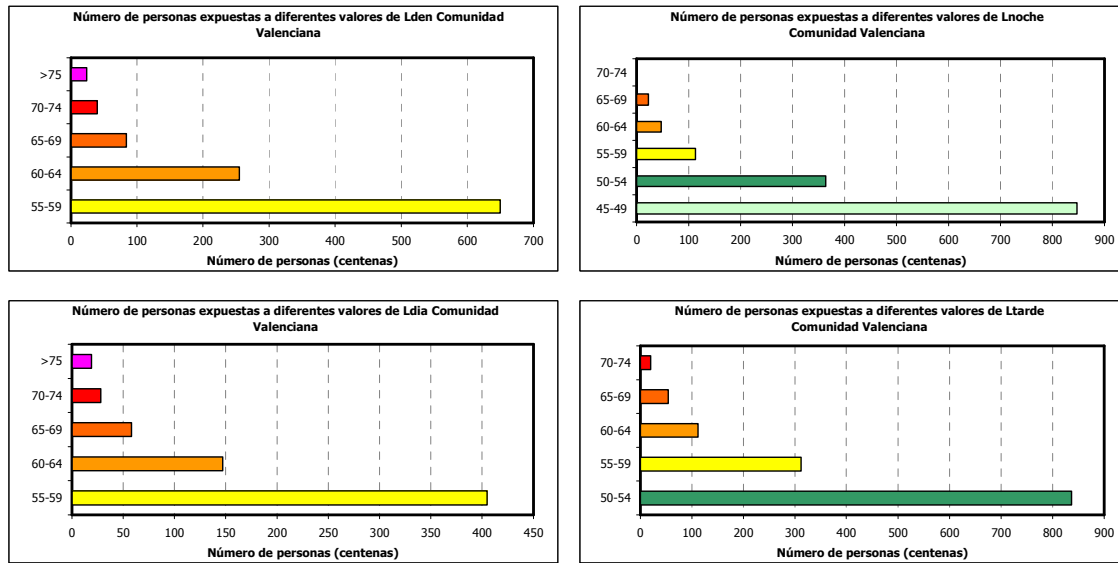 Número de personas expuestas a diferentes valores de Lden Comunidad
Valenciana
>75
70-74
65-69
60-64
55-59
0 100 200 300 400 500 600 700
Número de personas (centenas)
Número de personas expuestas a diferentes valores de Lnoche
Comunidad Valenciana
70-74
65-69
60-64
55-59
50-54
45-49
0 100 200 300 400 500 600 700 800 900
Número de personas (centenas)
Número de personas expuestas a diferentes valores de Ldia Comunidad
Valenciana
>75
70-74
65-69
60-64
55-59
0 50 100 150 200 250 300 350 400 450
Número de personas (centenas)
Número de personas expuestas a diferentes valores de Ltarde
Comunidad Valenciana
70-74
65-69
60-64
55-59
50-54
0 100 200 300 400 500 600 700 800 900
Número de personas (centenas)